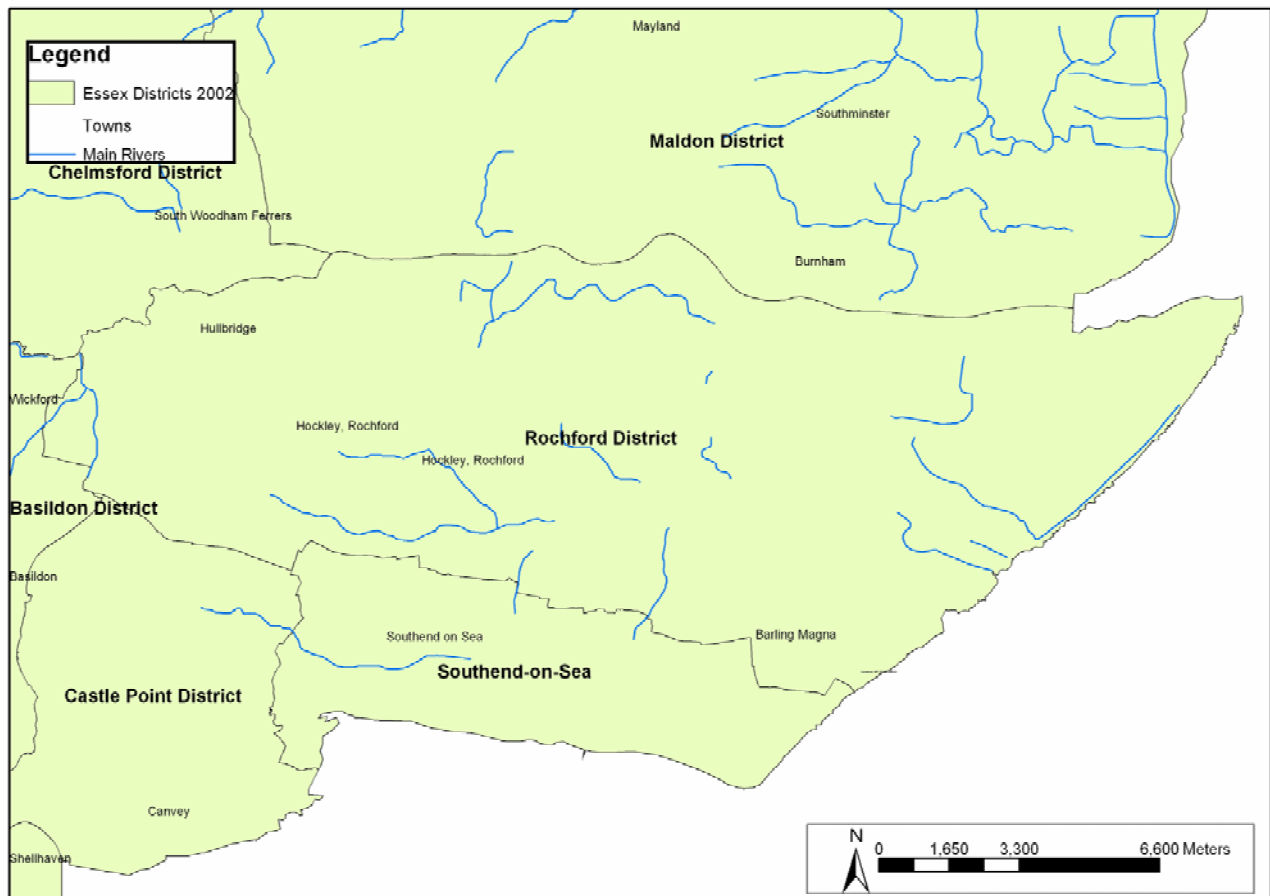 Mayland
Legend
Essex Districts 2002
Towns
Main Rivers
Southminster
Maldon District
Chelmsford District
South Woodham Ferrers
Burnham
Hullbridge
Wickford
Hockley, Rochford
Rochford District
Hockley, Rochford
Basildon District
Basildon
Barling Magna
Southend on Sea
Southend-on-Sea
Castle Point District
Canvey
Shellhaven
N
0 1,650 3,300 6,600 Meters